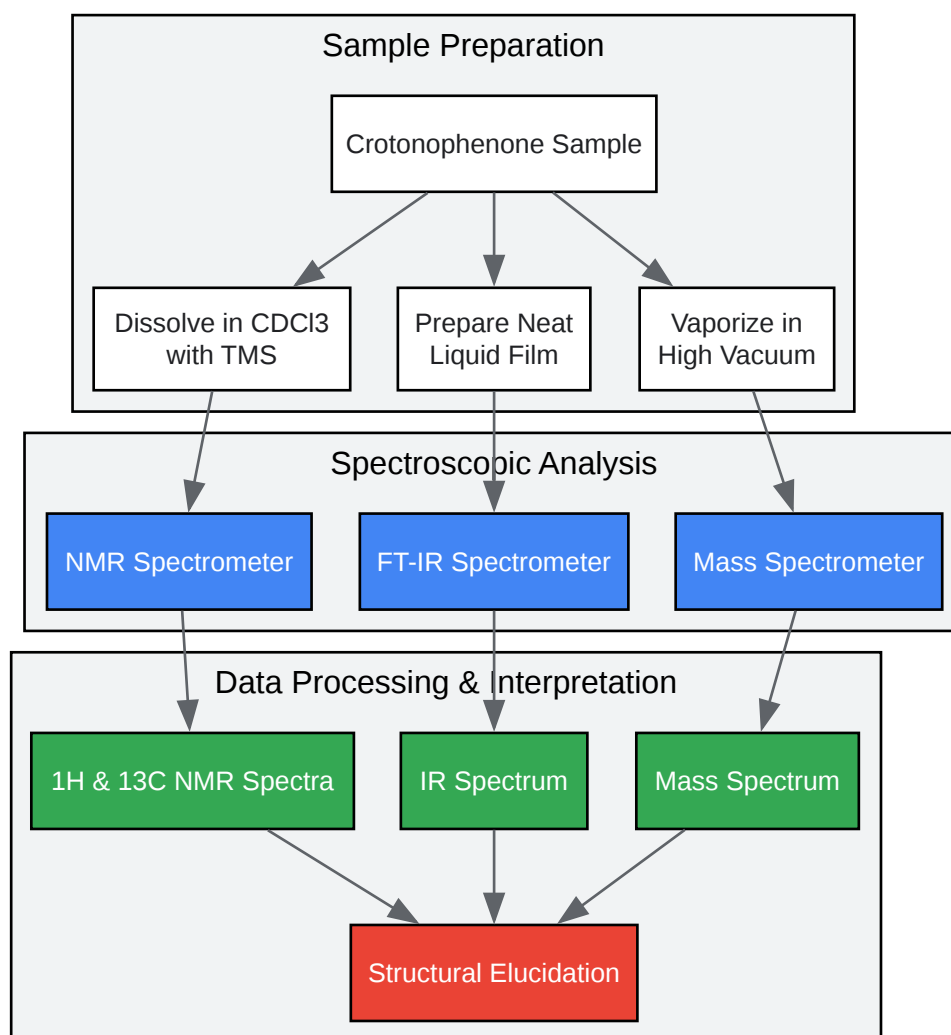 Sample Preparation
Crotonophenone Sample
Dissolve in CDCl3
with TMS
Prepare Neat
Liquid Film
Vaporize in
High Vacuum
Spectroscopic Analysis
NMR Spectrometer
FT-IR Spectrometer
Mass Spectrometer
Data Processing & Interpretation
1H & 13C NMR Spectra
IR Spectrum
Mass Spectrum
Structural Elucidation